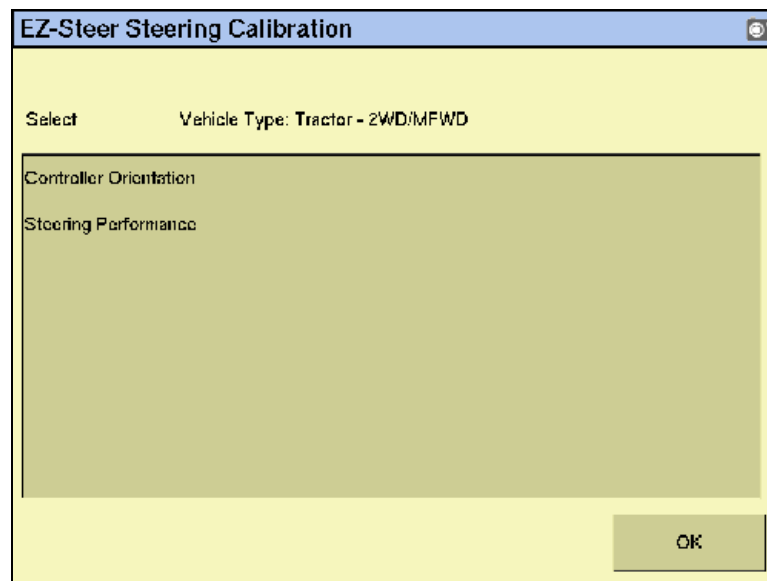 EZ-Steer Steering Calibration
Select Vehicle Type: Tractor - 2WD/MFWD
Controller Orientation
Steering Performance
OK